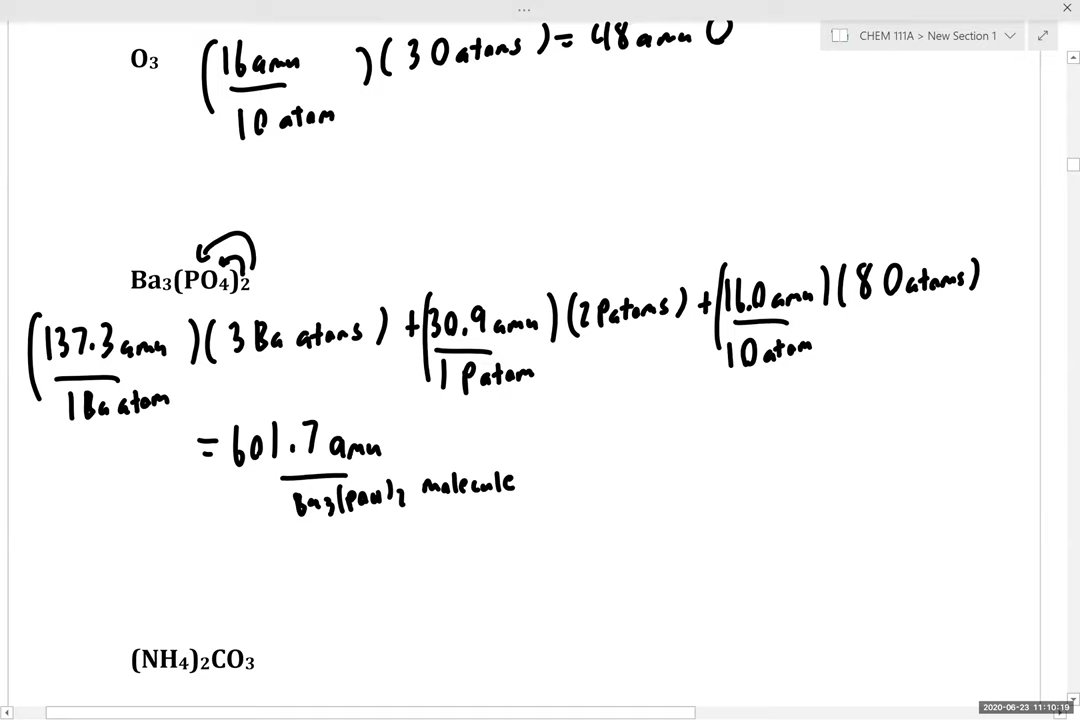 ...
CHEM 111A > New Section 1
O₃ (16 amu / 1 O atom)(3 O atoms) = 48 amu O
Ba₃(PO₄)₂
(137.3 amu / 1 Ba atom)(3 Ba atoms) + (30.9 amu / 1 P atom)(2 P atoms) + (16.0 amu / 1 O atom)(8 O atoms)
= 601.7 amu / Ba₃(PO₄)₂ molecule
(NH₄)₂CO₃
2020-06-23 11:10:19